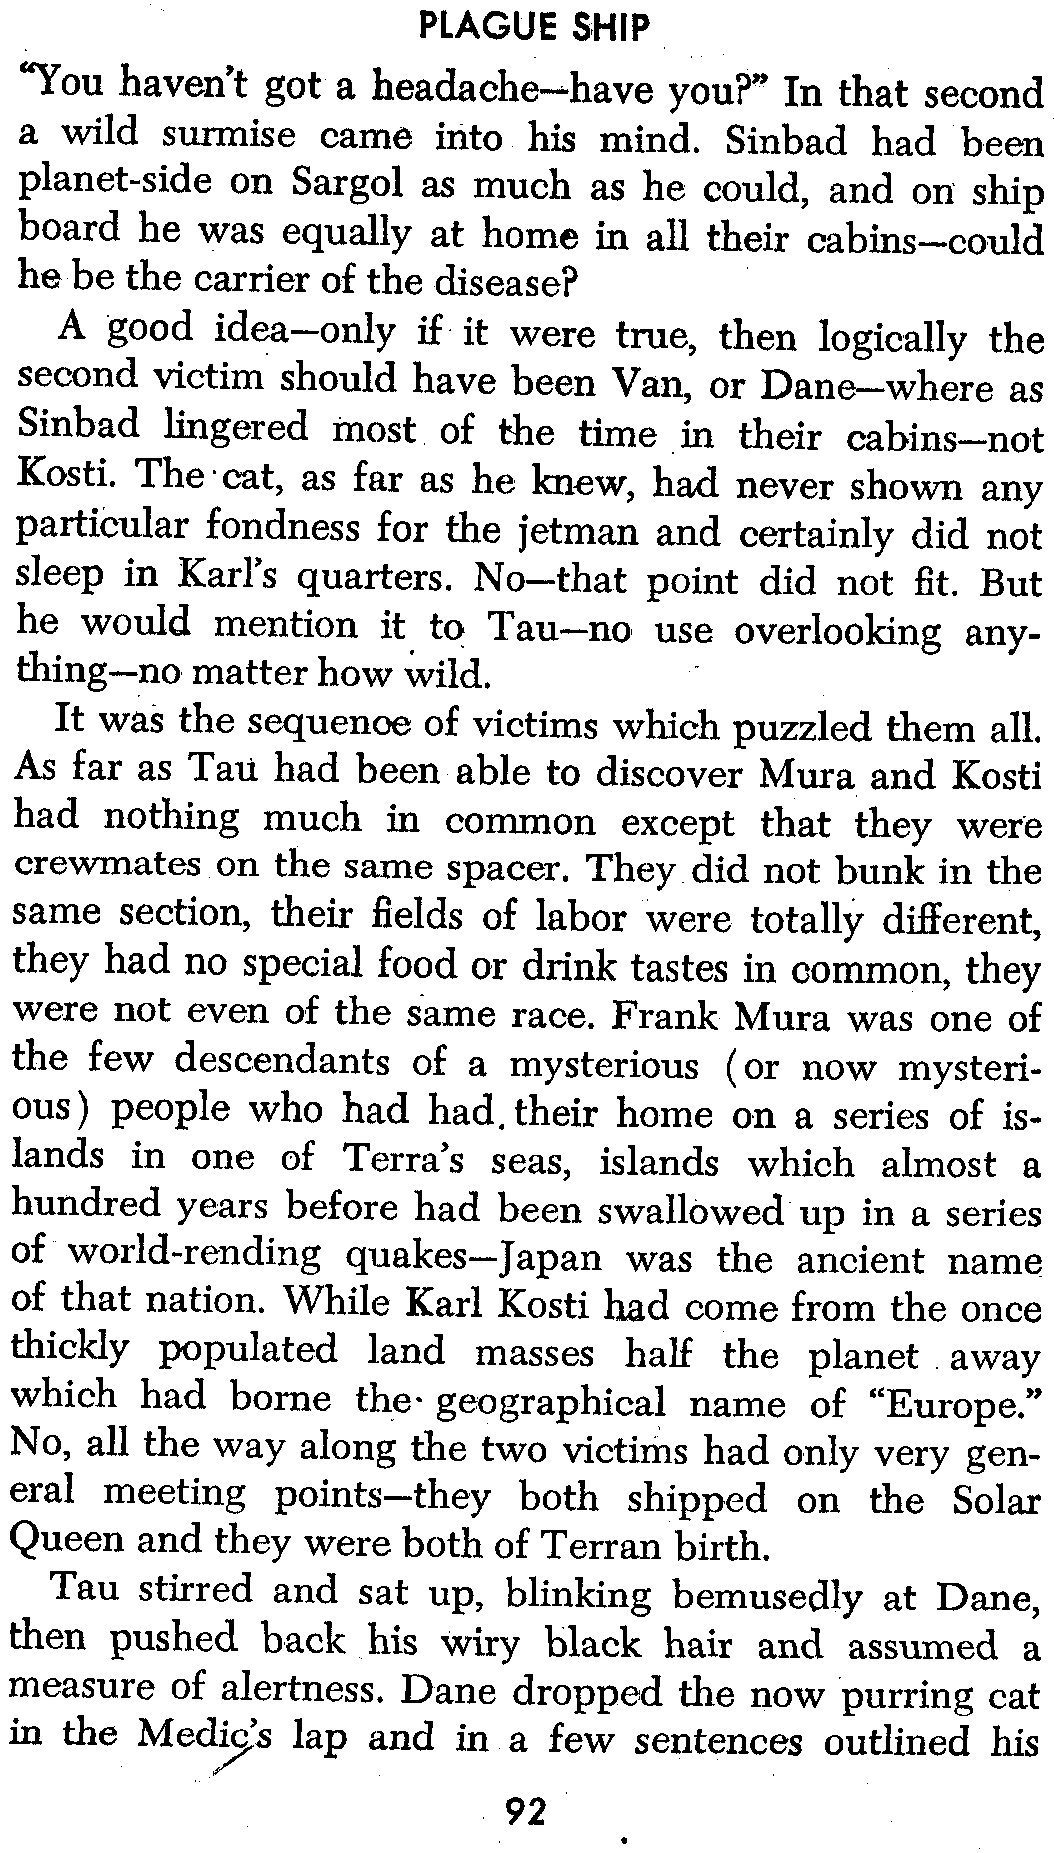 PLAGUE SHIP
“You haven’t got a headache—have you?” In that second
a wild surmise came into his mind. Sinbad had been
planet-side on Sargol as much as he could, and on ship
board he was equally at home in all their cabins—could
he be the carrier of the disease?
A good idea—only if it were true, then logically the
second victim should have been Van, or Dane—where as
Sinbad lingered most of the time in their cabins—not
Kosti. The cat, as far as he knew, had never shown any
particular fondness for the jetman and certainly did not
sleep in Karl’s quarters. No—that point did not fit. But
he would mention it to Tau—no use overlooking any-
thing—no matter how wild.
It was the sequence of victims which puzzled them all.
As far as Tau had been able to discover Mura and Kosti
had nothing much in common except that they were
crewmates on the same spacer. They did not bunk in the
same section, their fields of labor were totally different,
they had no special food or drink tastes in common, they
were not even of the same race. Frank Mura was one of
the few descendants of a mysterious (or now mysteri-
ous) people who had had their home on a series of is-
lands in one of Terra’s seas, islands which almost a
hundred years before had been swallowed up in a series
of world-rending quakes—Japan was the ancient name
of that nation. While Karl Kosti had come from the once
thickly populated land masses half the planet away
which had borne the geographical name of “Europe.”
No, all the way along the two victims had only very gen-
eral meeting points—they both shipped on the Solar
Queen and they were both of Terran birth.
Tau stirred and sat up, blinking bemusedly at Dane,
then pushed back his wiry black hair and assumed a
measure of alertness. Dane dropped the now purring cat
in the Medic’s lap and in a few sentences outlined his
92